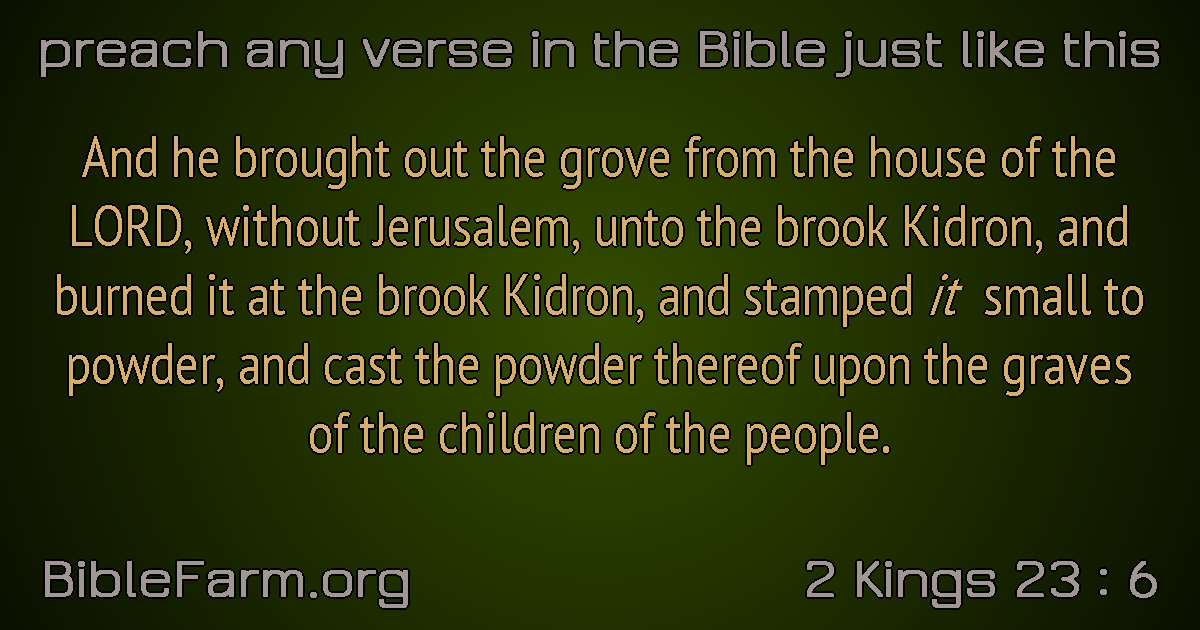 preach any verse in the Bible just like this
And he brought out the grove from the house of the
LORD, without Jerusalem, unto the brook Kidron, and
burned it at the brook Kidron, and stamped it small to
powder, and cast the powder thereof upon the graves
of the children of the people.
BibleFarm.org
2 Kings 23 : 6